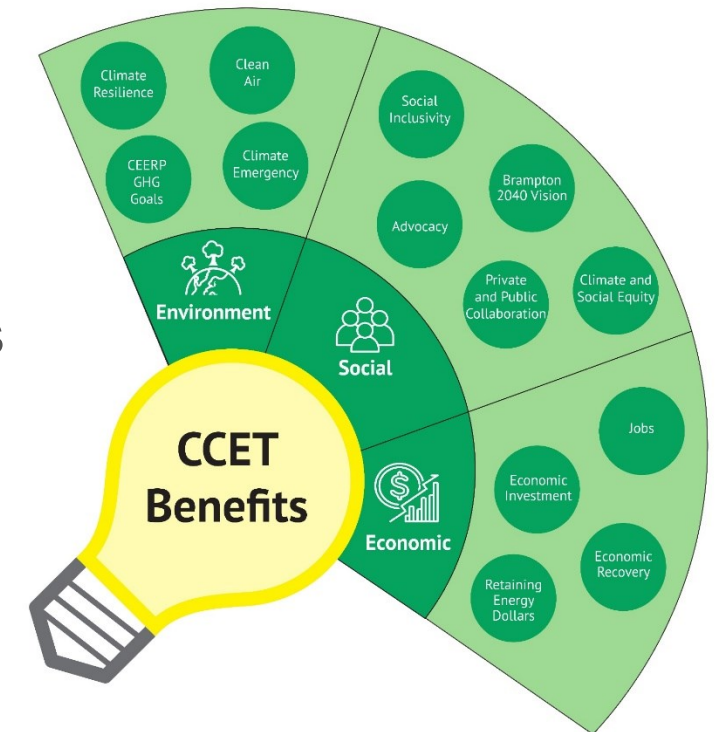 Climate
Resilience
Clean
Air
CEERP
GHG
Goals
Climate
Emergency
Environment
Social
Inclusivity
Brampton
2040 Vision
Advocacy
Private
and Public
Collaboration
Climate and
Social Equity
Social
Jobs
Economic
Investment
Economic
Recovery
Retaining
Energy
Dollars
$
Economic
CCET
Benefits
s